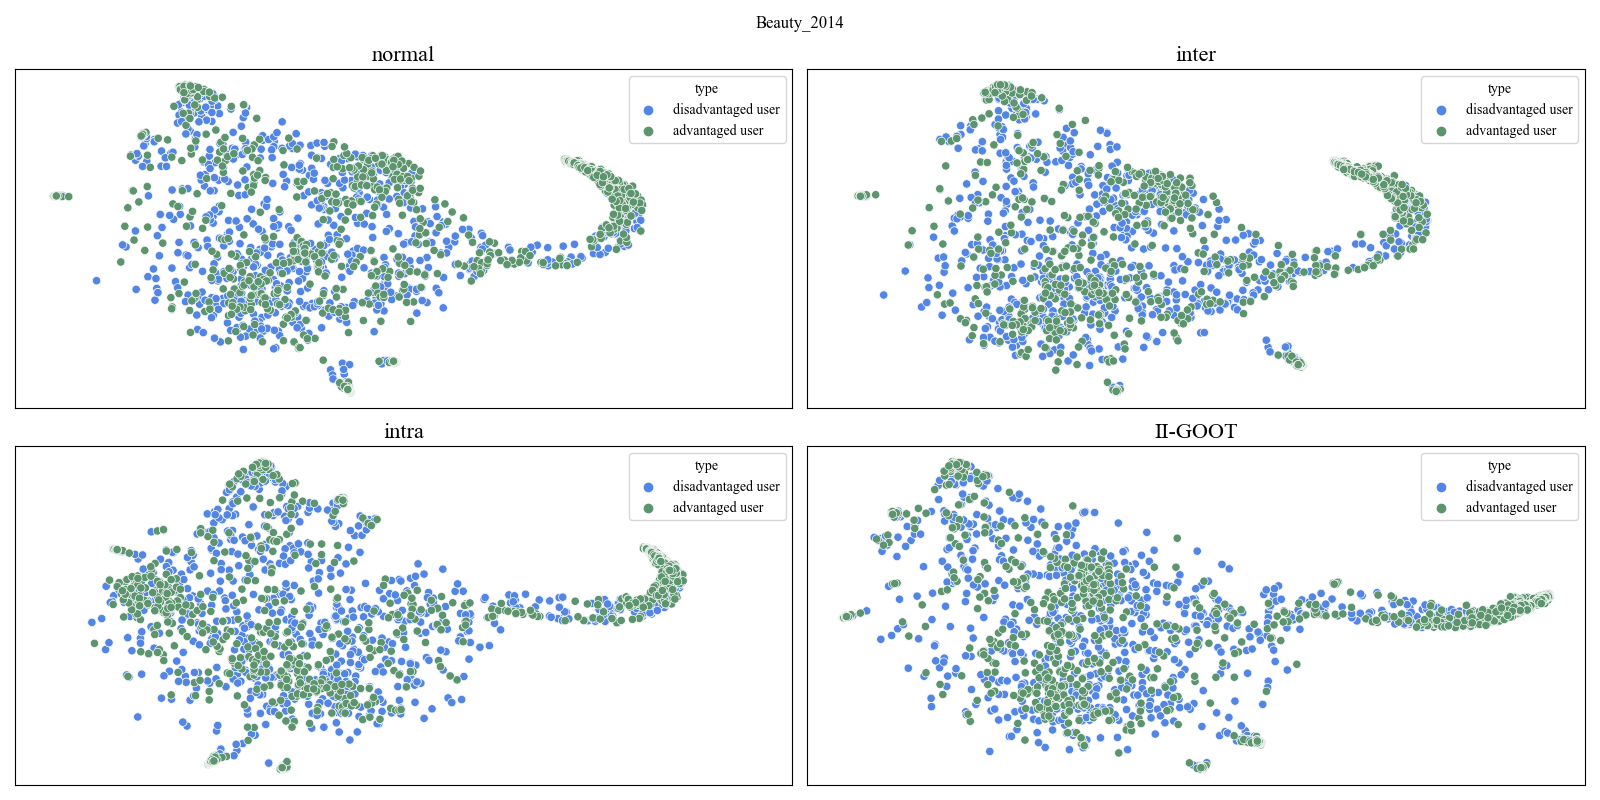 Beauty_2014
normal
type
disadvantaged user
advantaged user
inter
type
disadvantaged user
advantaged user
intra
type
disadvantaged user
advantaged user
II-GOOT
type
disadvantaged user
advantaged user